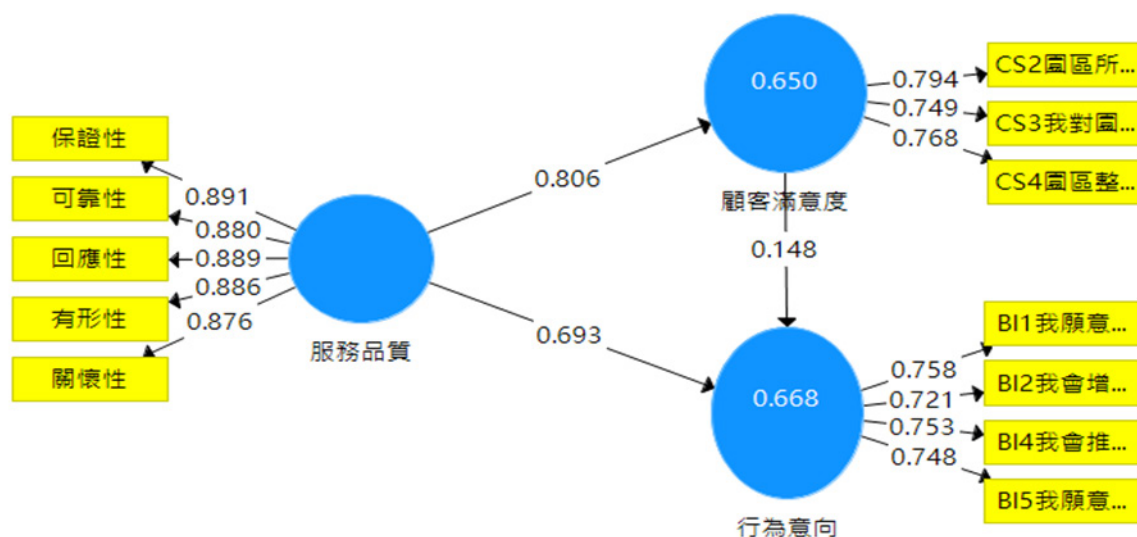 保證性
可靠性
回應性
有形性
關懷性
0.891
0.880
0.889
0.886
0.876
服務品質
0.806
0.693
0.650
顧客滿意度
0.148
0.668
行為意向
0.794
0.749
0.768
CS2園區所...
CS3我對園...
CS4園區整...
0.758
0.721
0.753
0.748
BI1我願意...
BI2我會增...
BI4我會推...
BI5我願意...